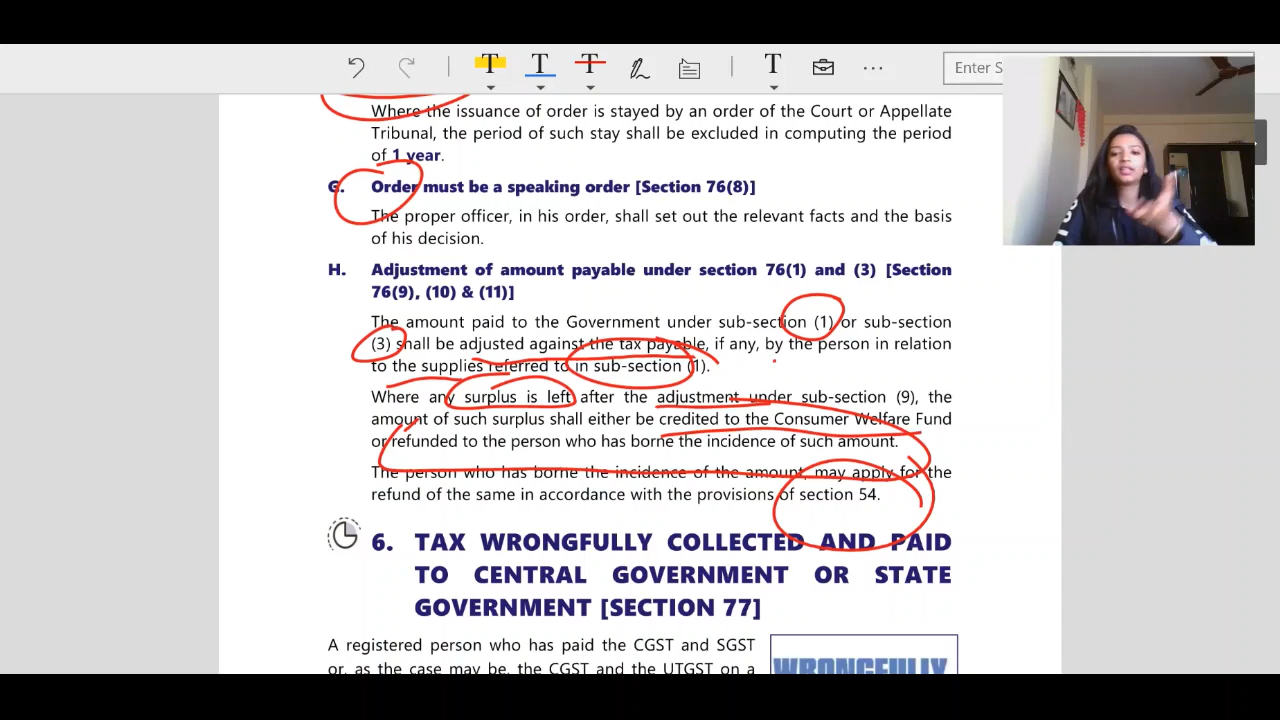 T T T T ...
Enter S
Where the issuance of order is stayed by an order of the Court or Appellate
Tribunal, the period of such stay shall be excluded in computing the period
of 1 year.
G. Order must be a speaking order [Section 76(8)]
The proper officer, in his order, shall set out the relevant facts and the basis
of his decision.
H. Adjustment of amount payable under section 76(1) and (3) [Section
76(9), (10) & (11)]
The amount paid to the Government under sub-section (1) or sub-section
(3) shall be adjusted against the tax payable, if any, by the person in relation
to the supplies referred to in sub-section (1).
Where any surplus is left after the adjustment under sub-section (9), the
amount of such surplus shall either be credited to the Consumer Welfare Fund
or refunded to the person who has borne the incidence of such amount.
The person who has borne the incidence of the amount, may apply for the
refund of the same in accordance with the provisions of section 54.
6. TAX WRONGFULLY COLLECTED AND PAID
TO CENTRAL GOVERNMENT OR STATE
GOVERNMENT [SECTION 77]
A registered person who has paid the CGST and SGST
or, as the case may be, the CGST and the UTGST on a
WRONGFULLY